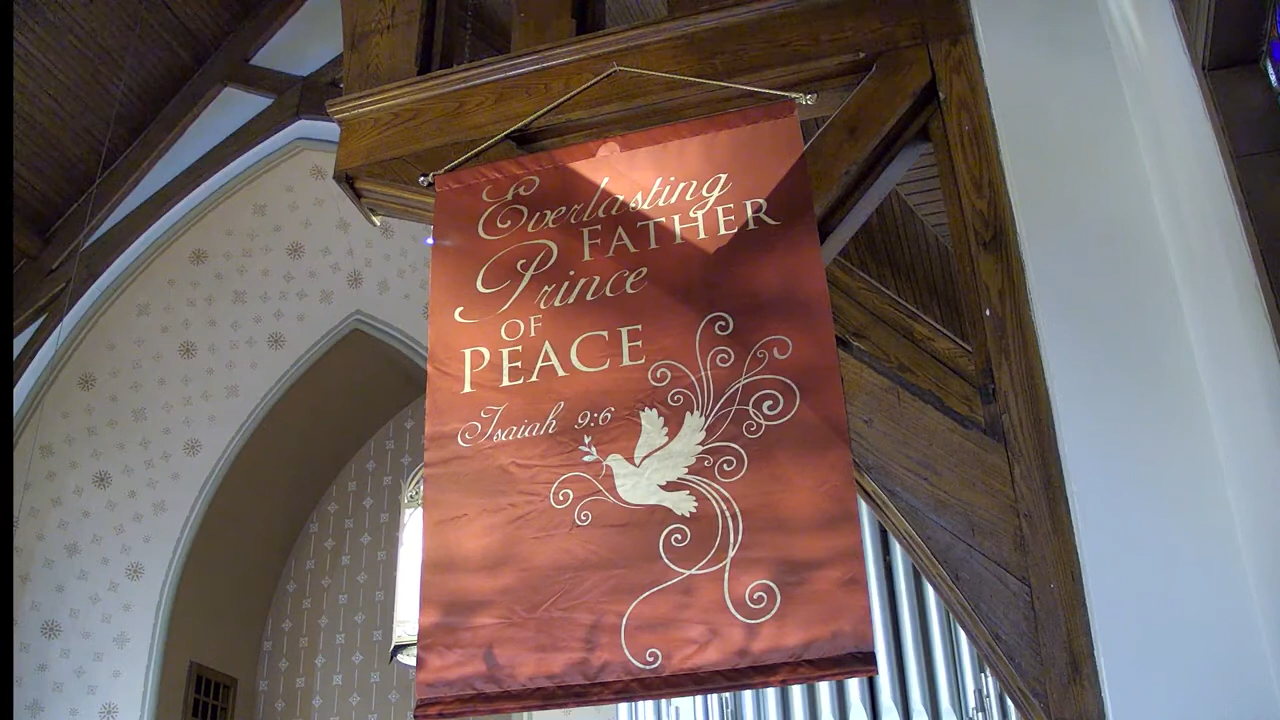 Everlasting
FATHER
Prince
OF
PEACE
Isaiah 9:6